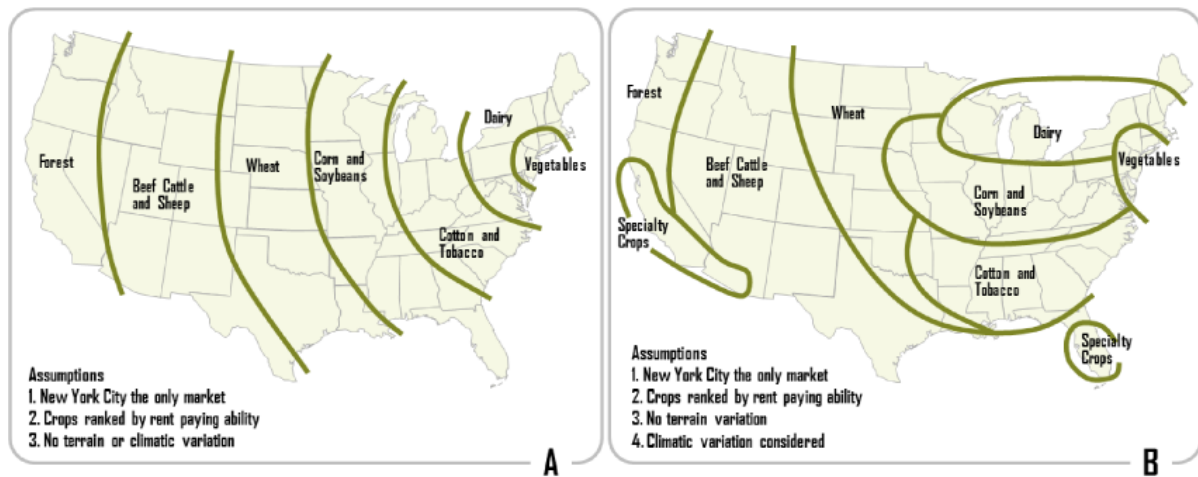 Forest
Beef Cattle
and Sheep
Wheat
Corn and
Soybeans
Cotton and
Tobacco
Dairy
Vegetables
Assumptions
1. New York City the only market
2. Crops ranked by rent paying ability
3. No terrain or climatic variation
A
Forest
Specialty
Crops
Beef Cattle
and Sheep
Wheat
Dairy
Vegetables
Corn and
Soybeans
Cotton and
Tobacco
Specialty
Crops
Assumptions
1. New York City the only market
2. Crops ranked by rent paying ability
3. No terrain variation
4. Climatic variation considered
B